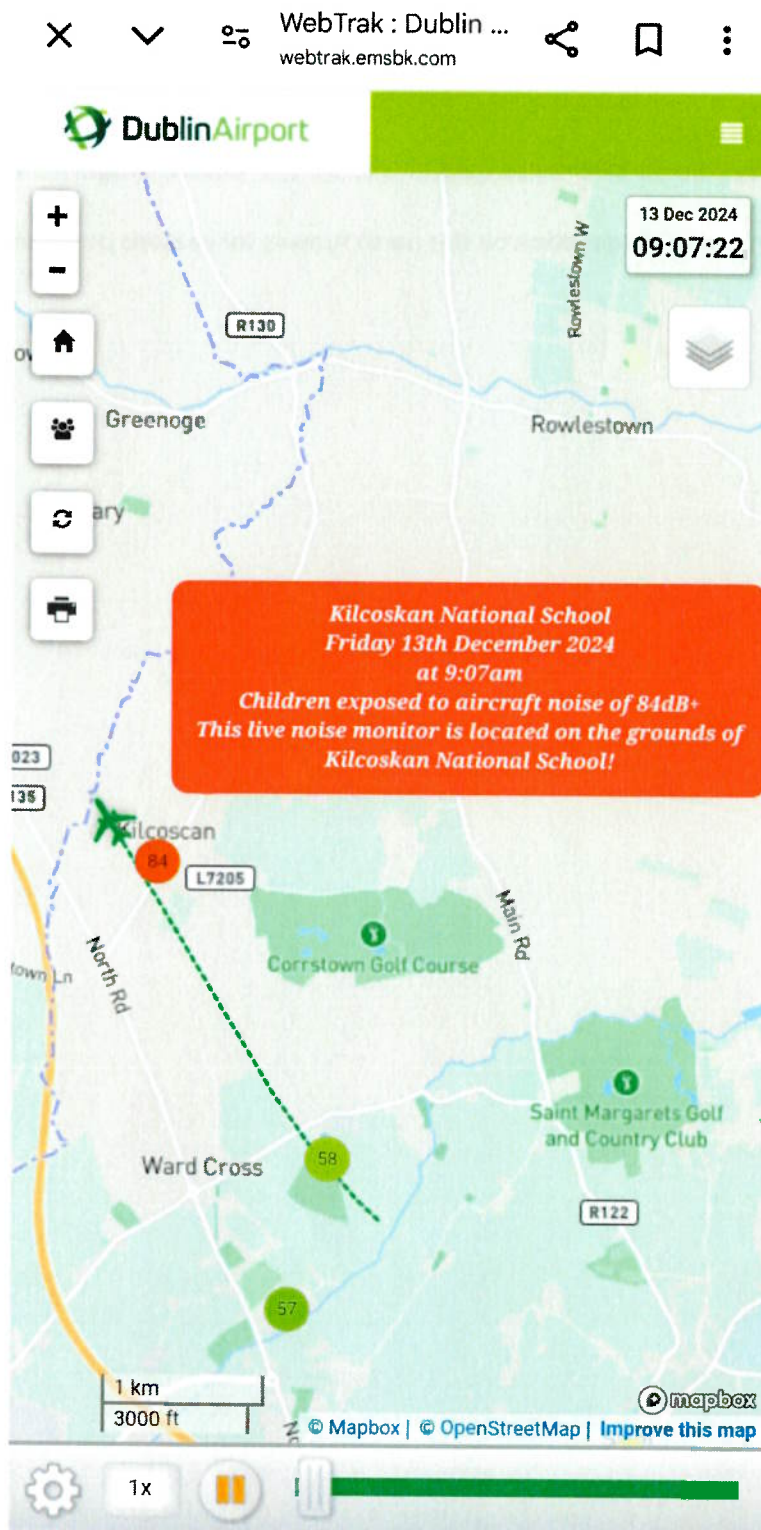 WebTrak : Dublin ...
webtrak.emsbk.com
DublinAirport
+
13 Dec 2024
09:07:22
-
Rowlestown W
R130
Greenoge
Rowlestown
ary
Kilcoskan National School
Friday 13th December 2024
at 9:07am
Children exposed to aircraft noise of 84dB+
This live noise monitor is located on the grounds of
Kilcoskan National School!
023
135
Kilcoscan
84
L7205
Main Rd
North Rd
Corrstown Golf Course
town Ln
Saint Margarets Golf
and Country Club
Ward Cross
58
R122
57
1 km
3000 ft
No
mapbox
© Mapbox | © OpenStreetMap | Improve this map
1x